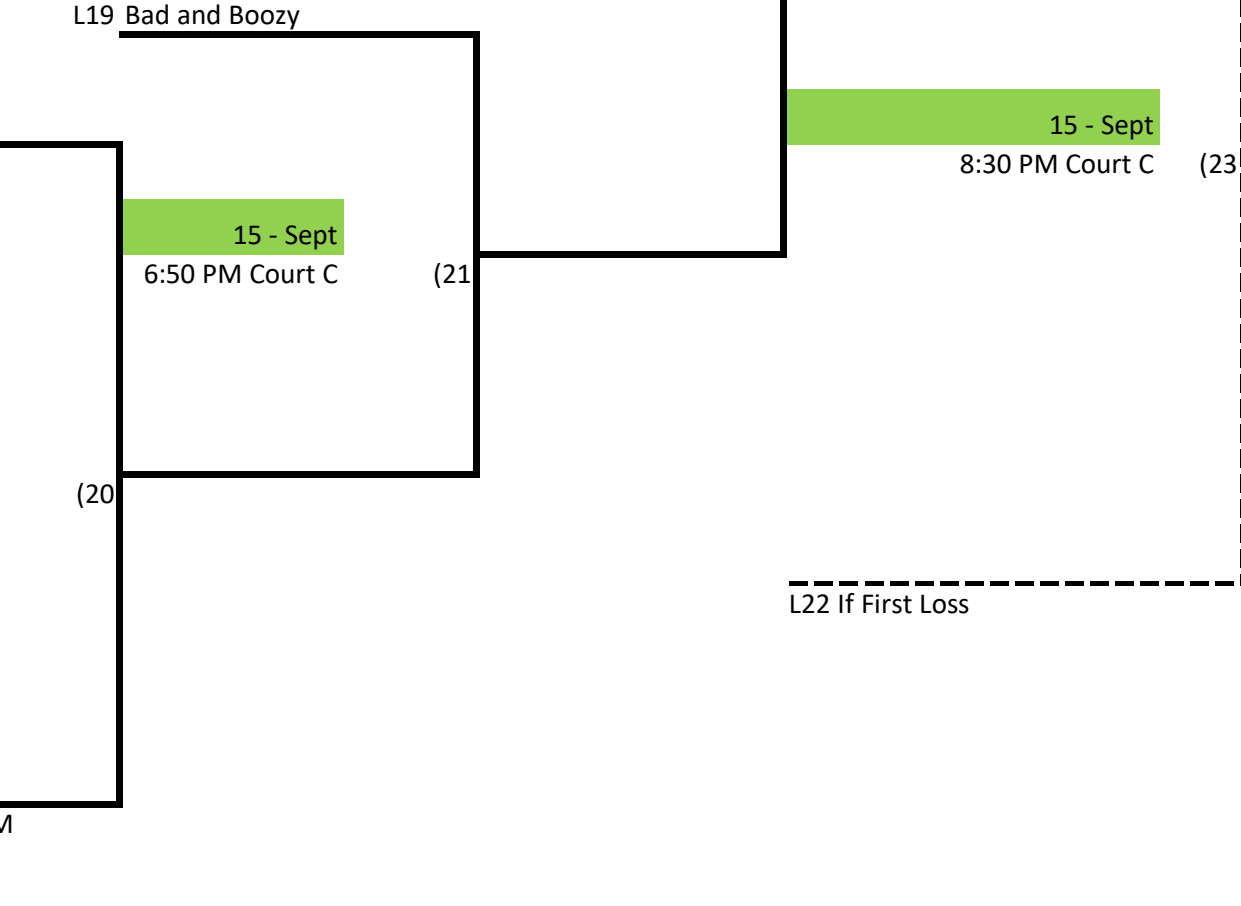 L19 Bad and Boozy
15 - Sept
8:30 PM Court C (23
15 - Sept
6:50 PM Court C (21
(20
L22 If First Loss
M